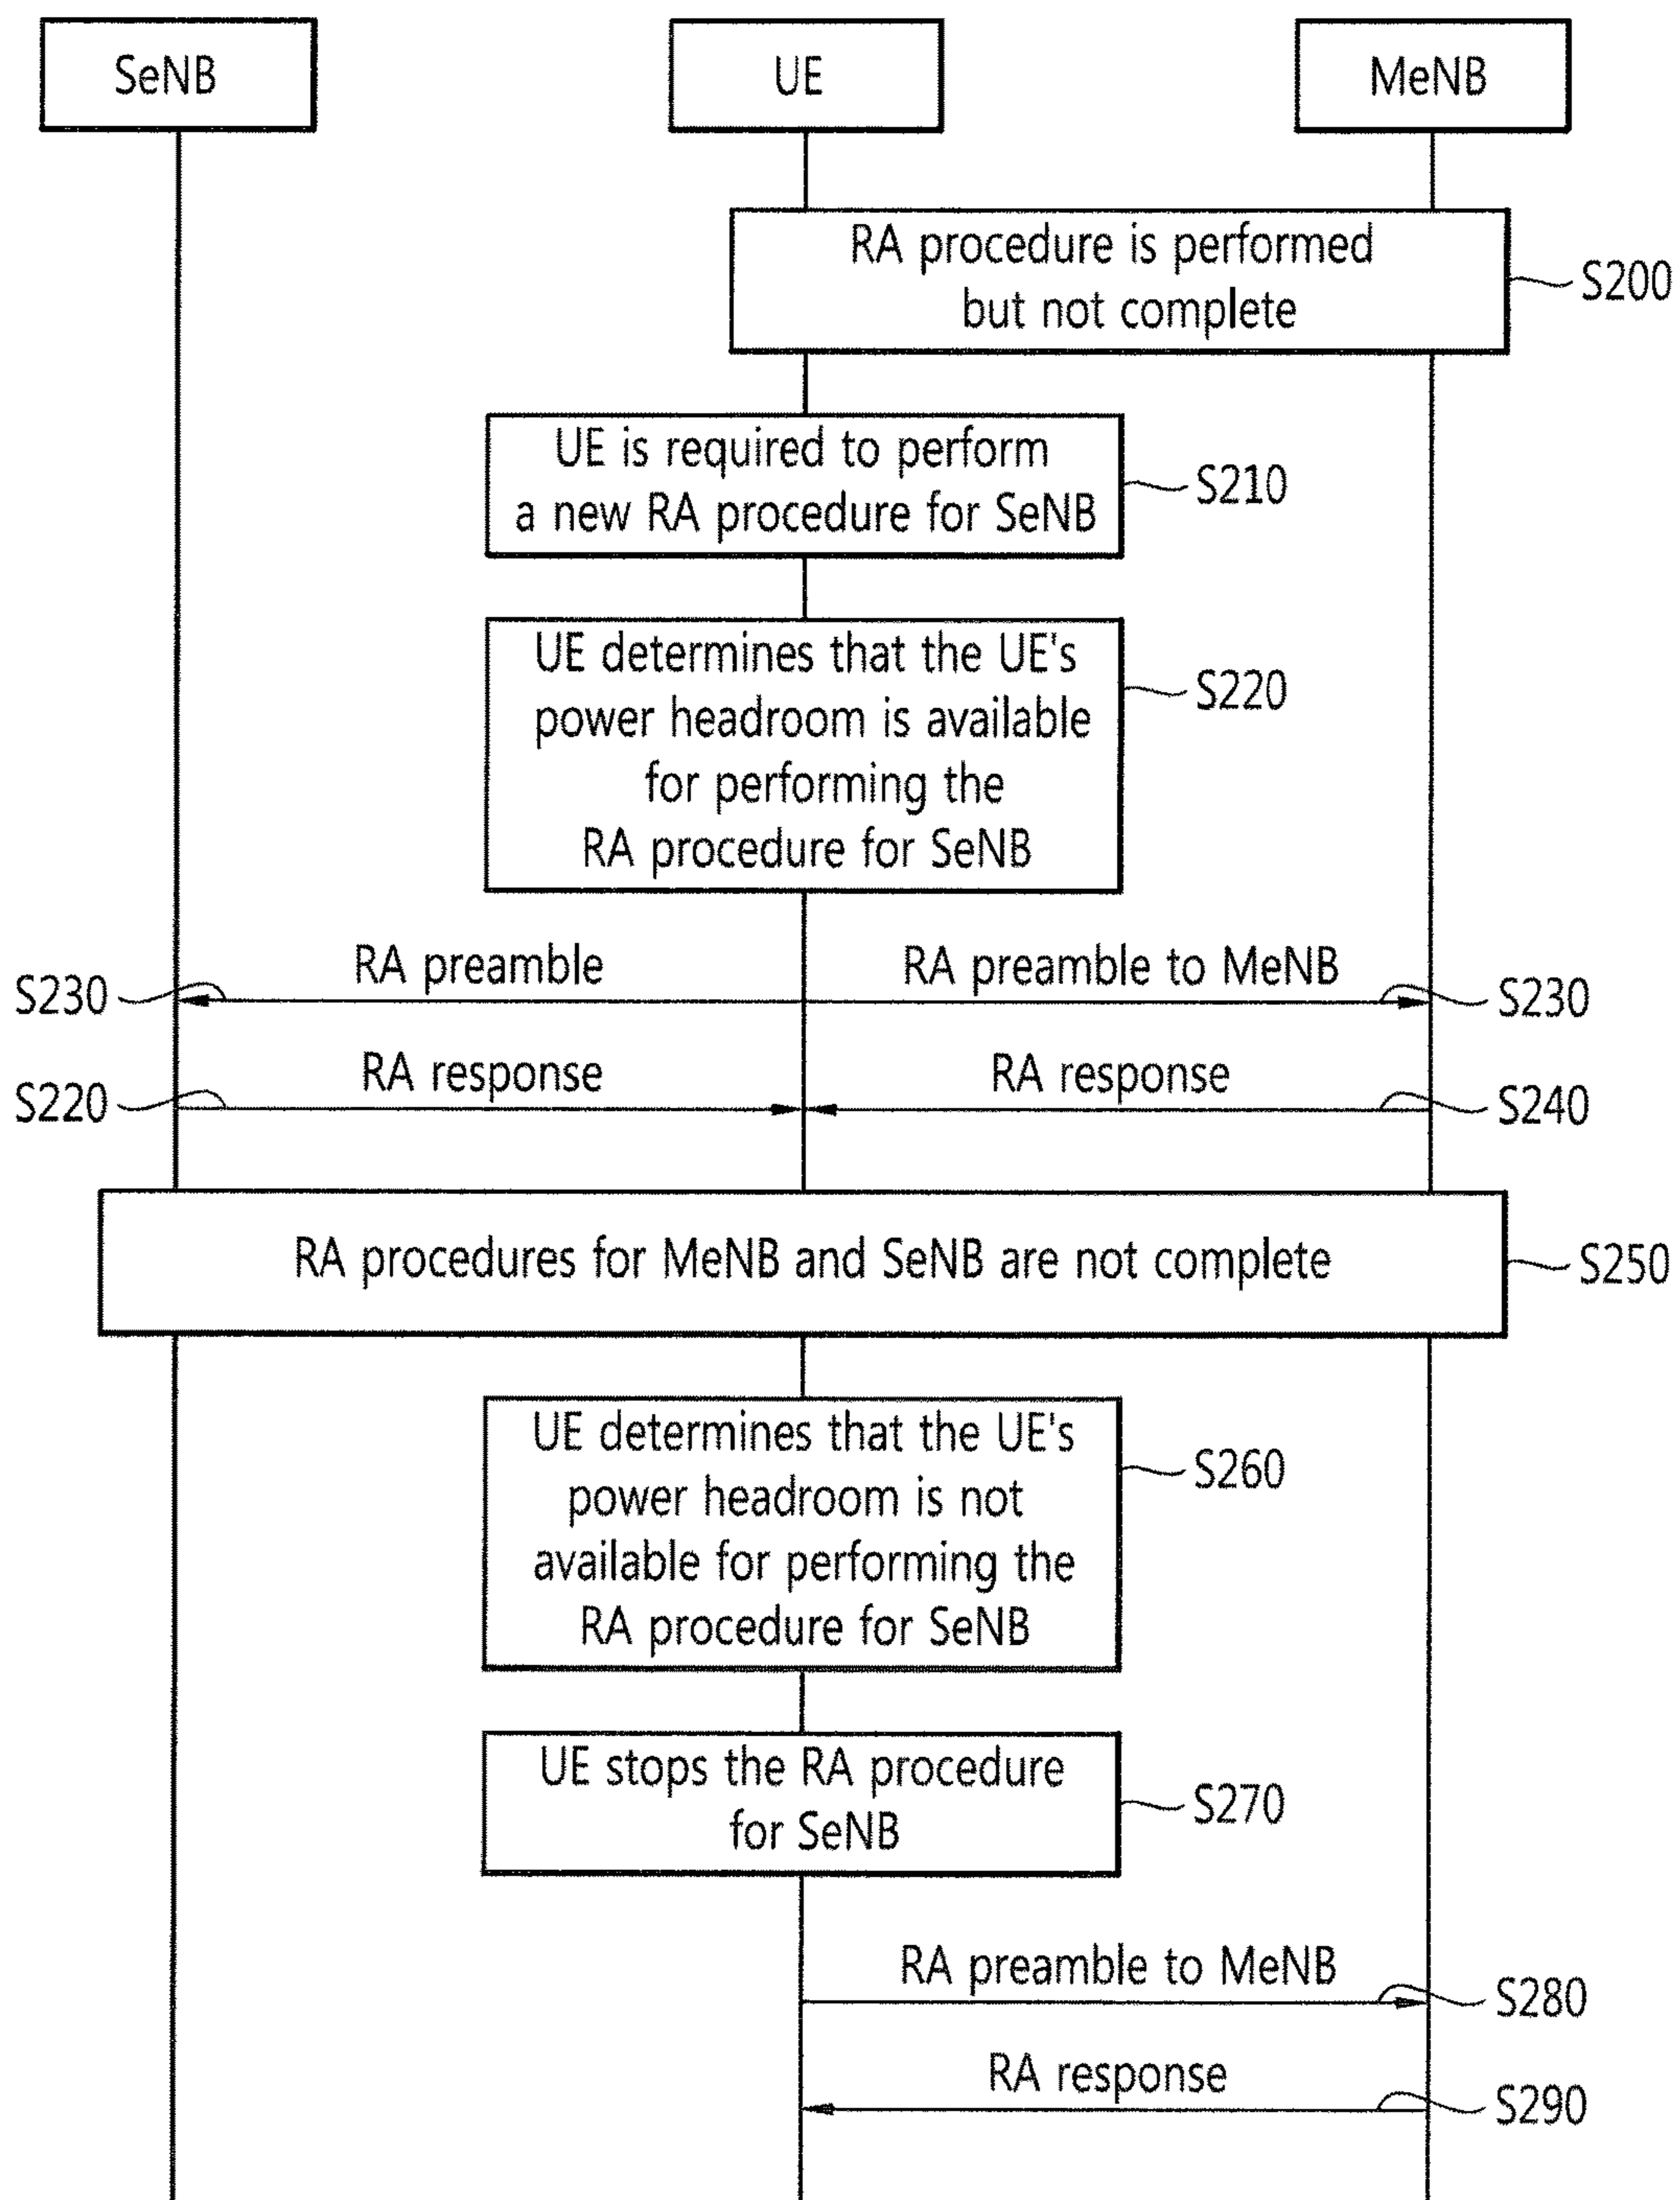 SeNB
UE
MeNB
RA procedure is performed
but not complete
S200
UE is required to perform
a new RA procedure for SeNB
S210
UE determines that the UE's
power headroom is available
for performing the
RA procedure for SeNB
S220
RA preamble
RA preamble to MeNB
S230
S230
RA response
RA response
S220
S240
RA procedures for MeNB and SeNB are not complete
S250
UE determines that the UE's
power headroom is not
available for performing the
RA procedure for SeNB
S260
UE stops the RA procedure
for SeNB
S270
RA preamble to MeNB
S280
RA response
S290